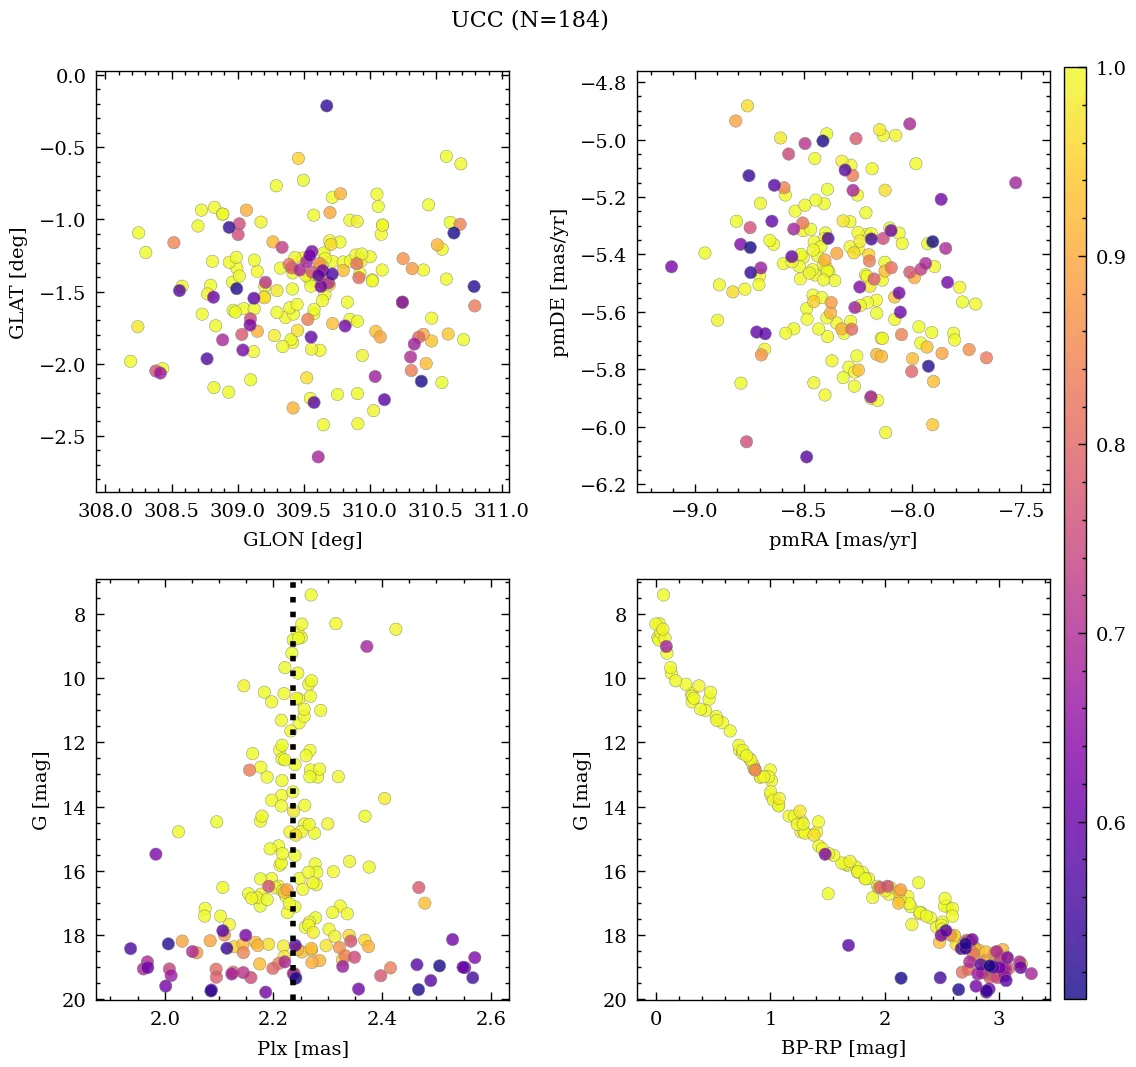 UCC (N=184)
0.0
−0.5
−1.0
−1.5
−2.0
−2.5
GLAT [deg]
308.0 308.5 309.0 309.5 310.0 310.5 311.0
GLON [deg]
−4.8
−5.0
−5.2
−5.4
−5.6
−5.8
−6.0
−6.2
pmDE [mas/yr]
−9.0 −8.5 −8.0 −7.5
pmRA [mas/yr]
8
10
12
14
16
18
20
G [mag]
2.0 2.2 2.4 2.6
Plx [mas]
8
10
12
14
16
18
20
G [mag]
0 1 2 3
BP-RP [mag]
1.0
0.9
0.8
0.7
0.6